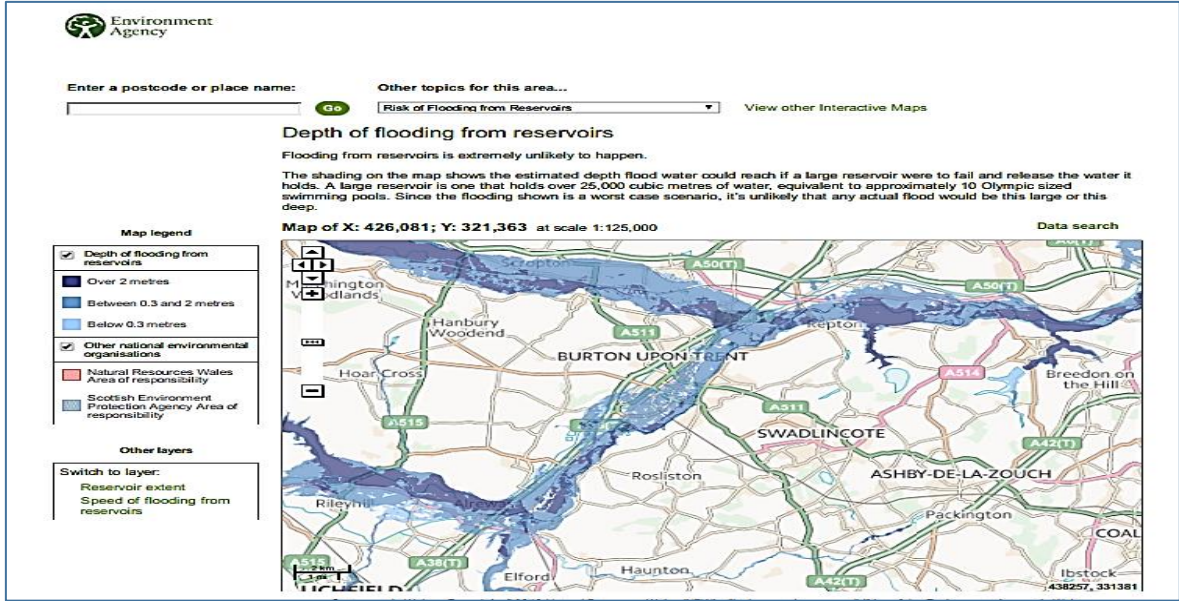 Environment
Agency
Enter a postcode or place name:
Other topics for this area...
Go
Risk of Flooding from Reservoirs
View other Interactive Maps
Depth of flooding from reservoirs
Flooding from reservoirs is extremely unlikely to happen.
The shading on the map shows the estimated depth flood water could reach if a large reservoir were to fail and release the water it
holds. A large reservoir is one that holds over 25,000 cubic metres of water, equivalent to approximately 10 Olympic sized
swimming pools. Since the flooding shown is a worst case scenario, it's unlikely that any actual flood would be this large or this
deep.
Map of X: 426,081; Y: 321,363 at scale 1:125,000
Data search
Map legend
Depth of flooding from
reservoirs
Over 2 metres
Between 0.3 and 2 metres
Below 0.3 metres
Other national environmental
organisations
Natural Resources Wales
Area of responsibility
Scottish Environment
Protection Agency Area of
responsibility
Other layers
Switch to layer:
Reservoir extent
Speed of flooding from
reservoirs
Scropton
A50(T)
A50(T)
Hanbury
Woodend
A511
Repton
BURTON UPON TRENT
Hoar Cross
A514
Breedon on
the Hill
A515
A511
SWADLINCOTE
A42(T)
Rosliston
ASHBY-DE-LA-ZOUCH
Rileyhill
Alrewas
Packington
COAL
A515
A38(T)
Elford
Haunton
A42(T)
Ibstock
2 km
1 mi
LICHFIELD
438257, 331381